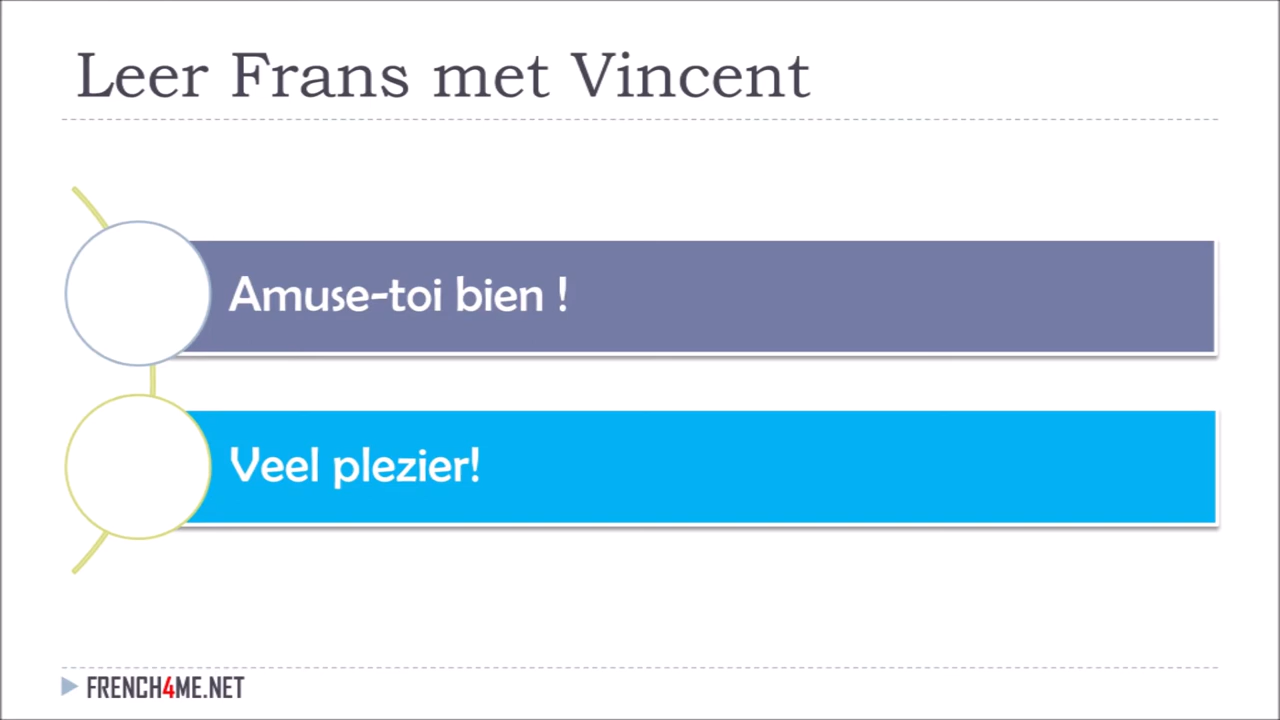 Leer Frans met Vincent
Amuse-toi bien !
Veel plezier!
FRENCH4ME.NET